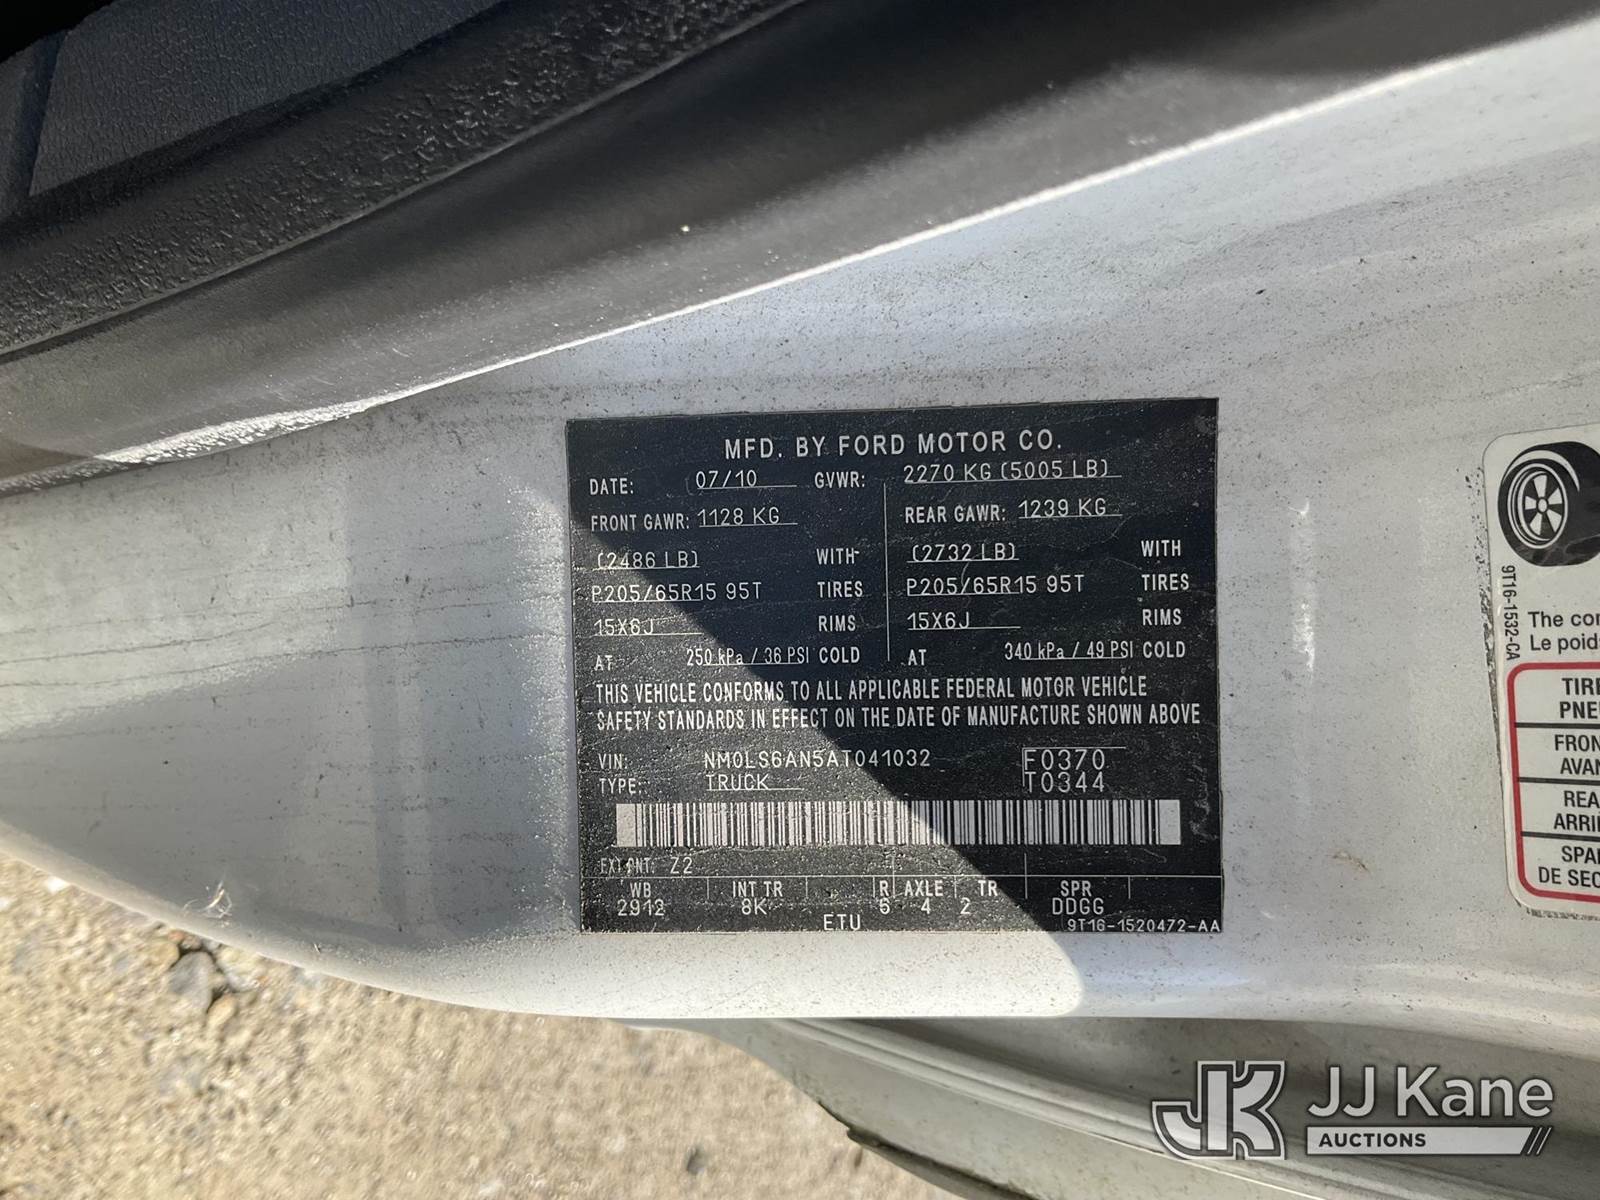 MFD. BY FORD MOTOR CO.
DATE: 07/10 GVWR: 2270 KG (5005 LB)
FRONT GAWR: 1128 KG REAR GAWR: 1239 KG
(2486 LB) WITH (2732 LB) WITH
P205/65R15 95T TIRES P205/65R15 95T TIRES
15X6J RIMS 15X6J RIMS
AT 250 kPa / 36 PSI COLD AT 340 kPa / 49 PSI COLD
THIS VEHICLE CONFORMS TO ALL APPLICABLE FEDERAL MOTOR VEHICLE
SAFETY STANDARDS IN EFFECT ON THE DATE OF MANUFACTURE SHOWN ABOVE
VIN: NM0LS6AN5AT041032 F0370
TYPE: TRUCK T0344
EXT PNT: Z2
WB INT TR R AXLE TR SPR
2912 8K 6 4 2 DDGG
ETU 9T16-1520472-AA
9T16-1532-CA
The co
Le poid
TIRE
PNEU
FRON
AVAN
REA
ARRI
SPA
DE SEC
JJ Kane
AUCTIONS